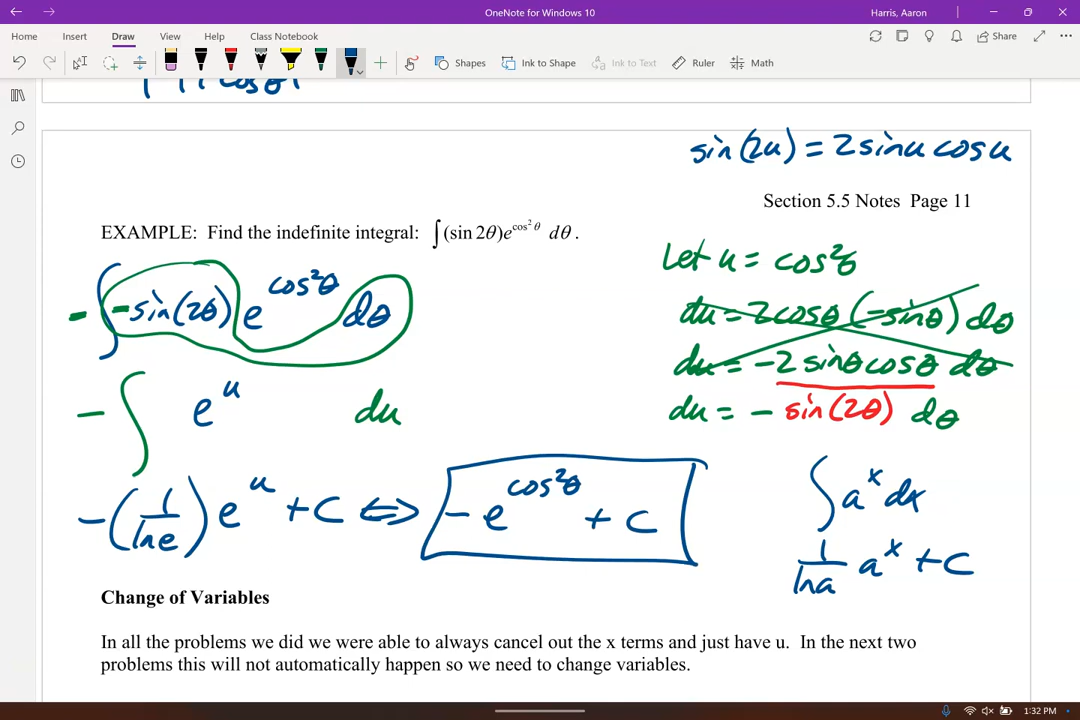 OneNote for Windows 10
Harris, Aaron
Home Insert Draw View Help Class Notebook
Share
Shapes Ink to Shape Ink to Text Ruler Math
sin(2u) = 2 sin u cos u
Section 5.5 Notes Page 11
EXAMPLE: Find the indefinite integral: ∫(sin 2θ)e^{cos² θ} dθ.
Let u = cos²θ
- ∫ -sin(2θ) e^{cos²θ} dθ
du = 2cosθ (-sinθ) dθ
du = -2 sinθ cosθ dθ
- ∫ e^u du
du = - sin(2θ) dθ
-(1/ln e) e^u + C ⇔ - e^{cos²θ} + C
∫ a^x dx
1/ln a a^x + C
Change of Variables
In all the problems we did we were able to always cancel out the x terms and just have u. In the next two
problems this will not automatically happen so we need to change variables.
1:32 PM